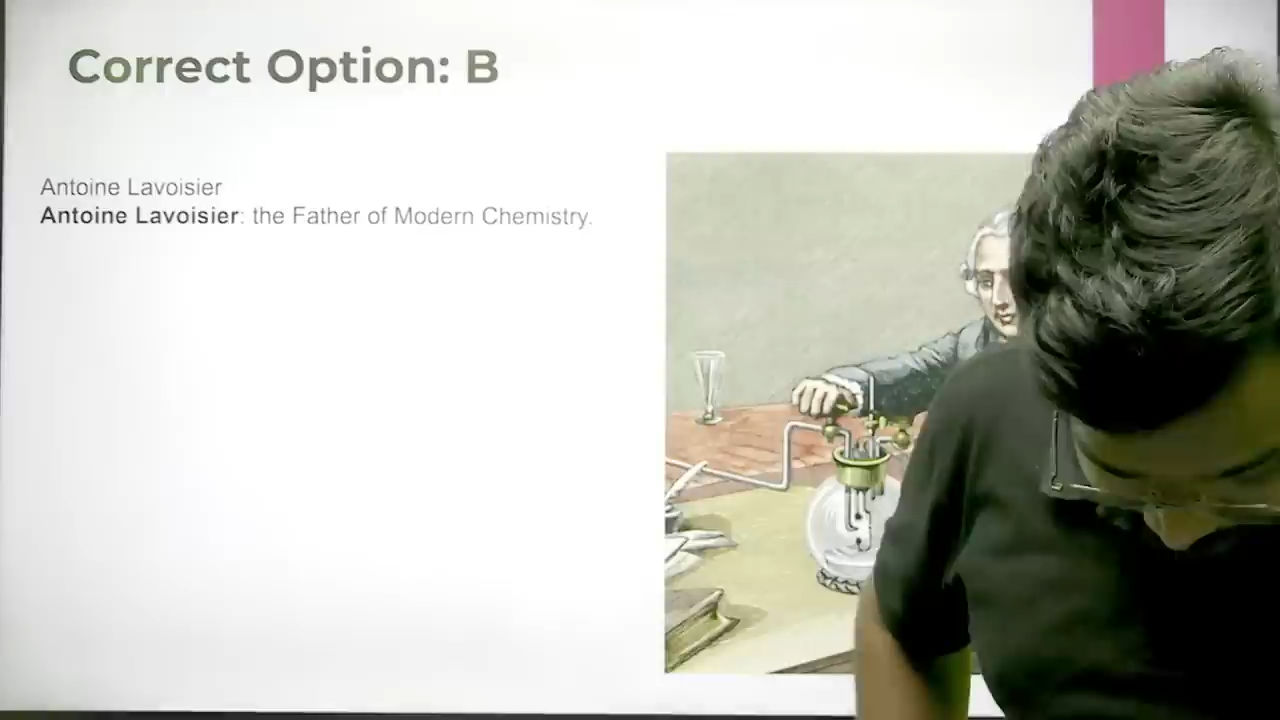 Correct Option: B
Antoine Lavoisier
Antoine Lavoisier: the Father of Modern Chemistry.